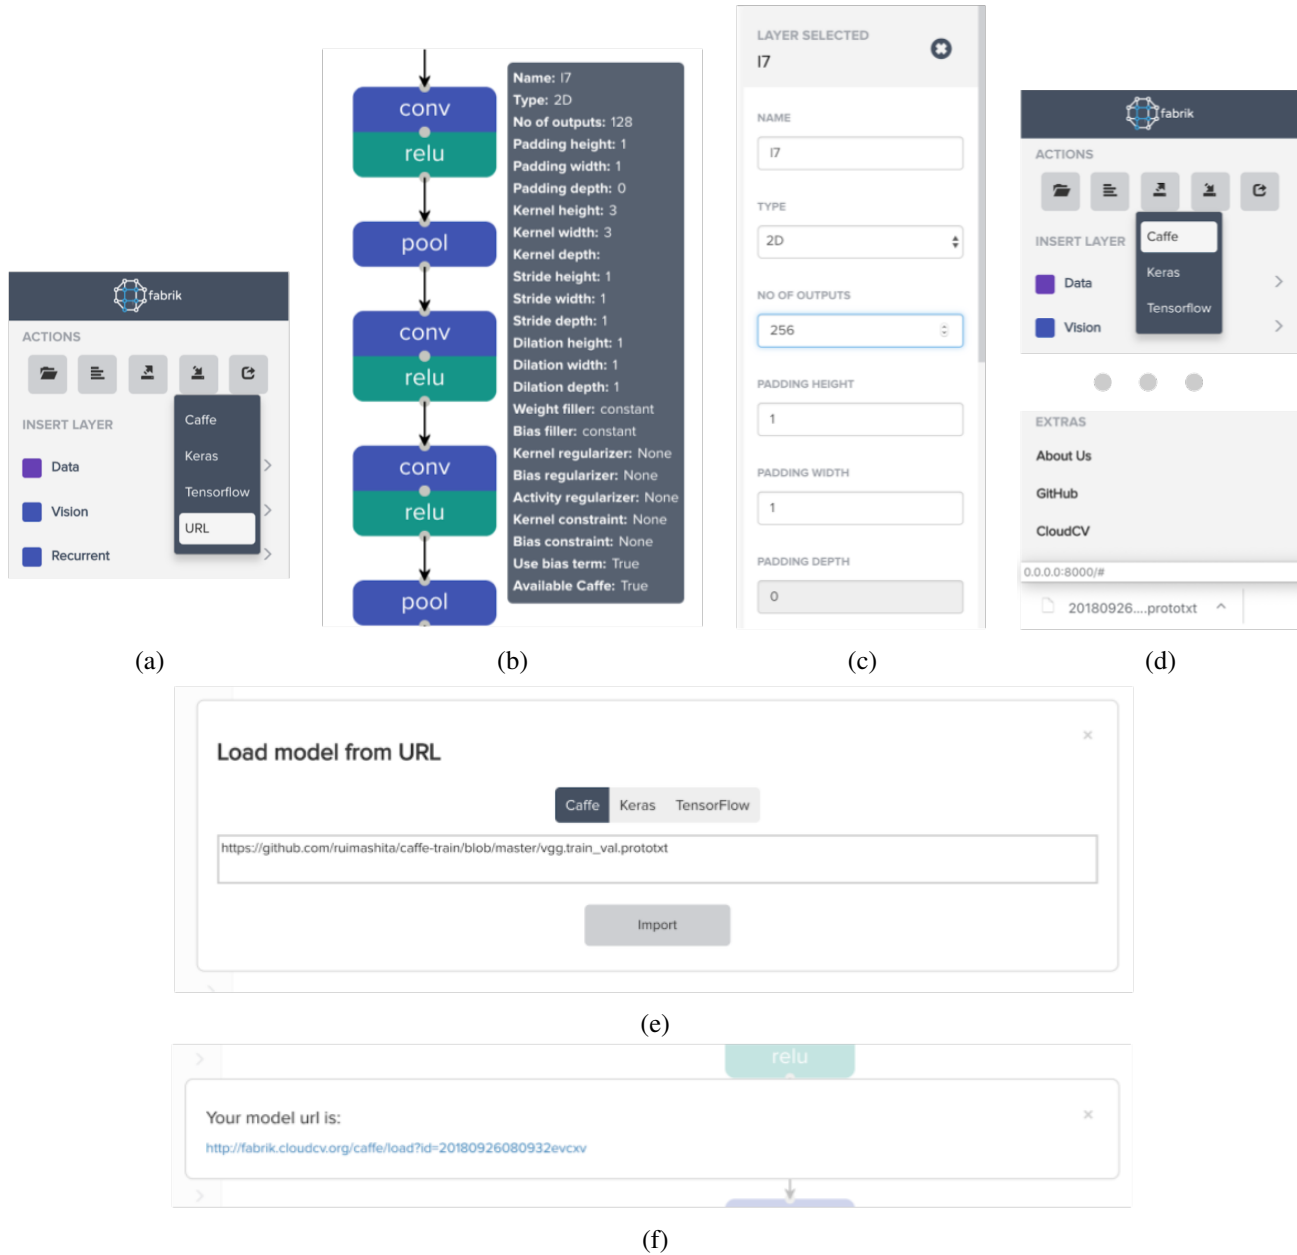 fabrik
ACTIONS
INSERT LAYER
Data
Vision
Recurrent
Caffe
Keras
Tensorflow
URL
(a)
conv
relu
pool
conv
relu
conv
relu
pool
Name: l7
Type: 2D
No of outputs: 128
Padding height: 1
Padding width: 1
Padding depth: 0
Kernel height: 3
Kernel width: 3
Kernel depth:
Stride height: 1
Stride width: 1
Stride depth: 1
Dilation height: 1
Dilation width: 1
Dilation depth: 1
Weight filler: constant
Bias filler: constant
Kernel regularizer: None
Bias regularizer: None
Activity regularizer: None
Kernel constraint: None
Bias constraint: None
Use bias term: True
Available Caffe: True
(b)
LAYER SELECTED
l7
NAME
l7
TYPE
2D
NO OF OUTPUTS
256
PADDING HEIGHT
1
PADDING WIDTH
1
PADDING DEPTH
0
(c)
fabrik
ACTIONS
INSERT LAYER
Data
Vision
Caffe
Keras
Tensorflow
EXTRAS
About Us
GitHub
CloudCV
0.0.0.0:8000/#
20180926....prototxt
(d)
Load model from URL
Caffe Keras TensorFlow
https://github.com/ruimashita/caffe-train/blob/master/vgg.train_val.prototxt
Import
(e)
relu
Your model url is:
http://fabrik.cloudcv.org/caffe/load?id=20180926080932evcxv
(f)